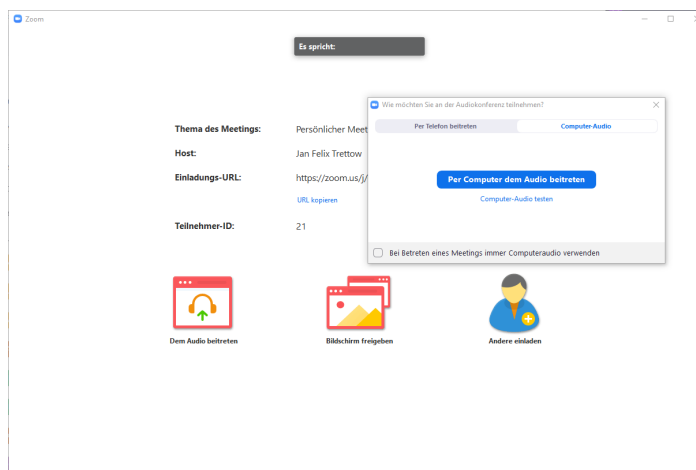 Zoom
Es spricht:
Wie möchten Sie an der Audiokonferenz teilnehmen?
Per Telefon beitreten
Computer-Audio
Per Computer dem Audio beitreten
Computer-Audio testen
Bei Betreten eines Meetings immer Computeraudio verwenden
Thema des Meetings: Persönlicher Meet
Host: Jan Felix Trettow
Einladungs-URL: https://zoom.us/j/
URL kopieren
Teilnehmer-ID: 21
Dem Audio beitreten
Bildschirm freigeben
Andere einladen